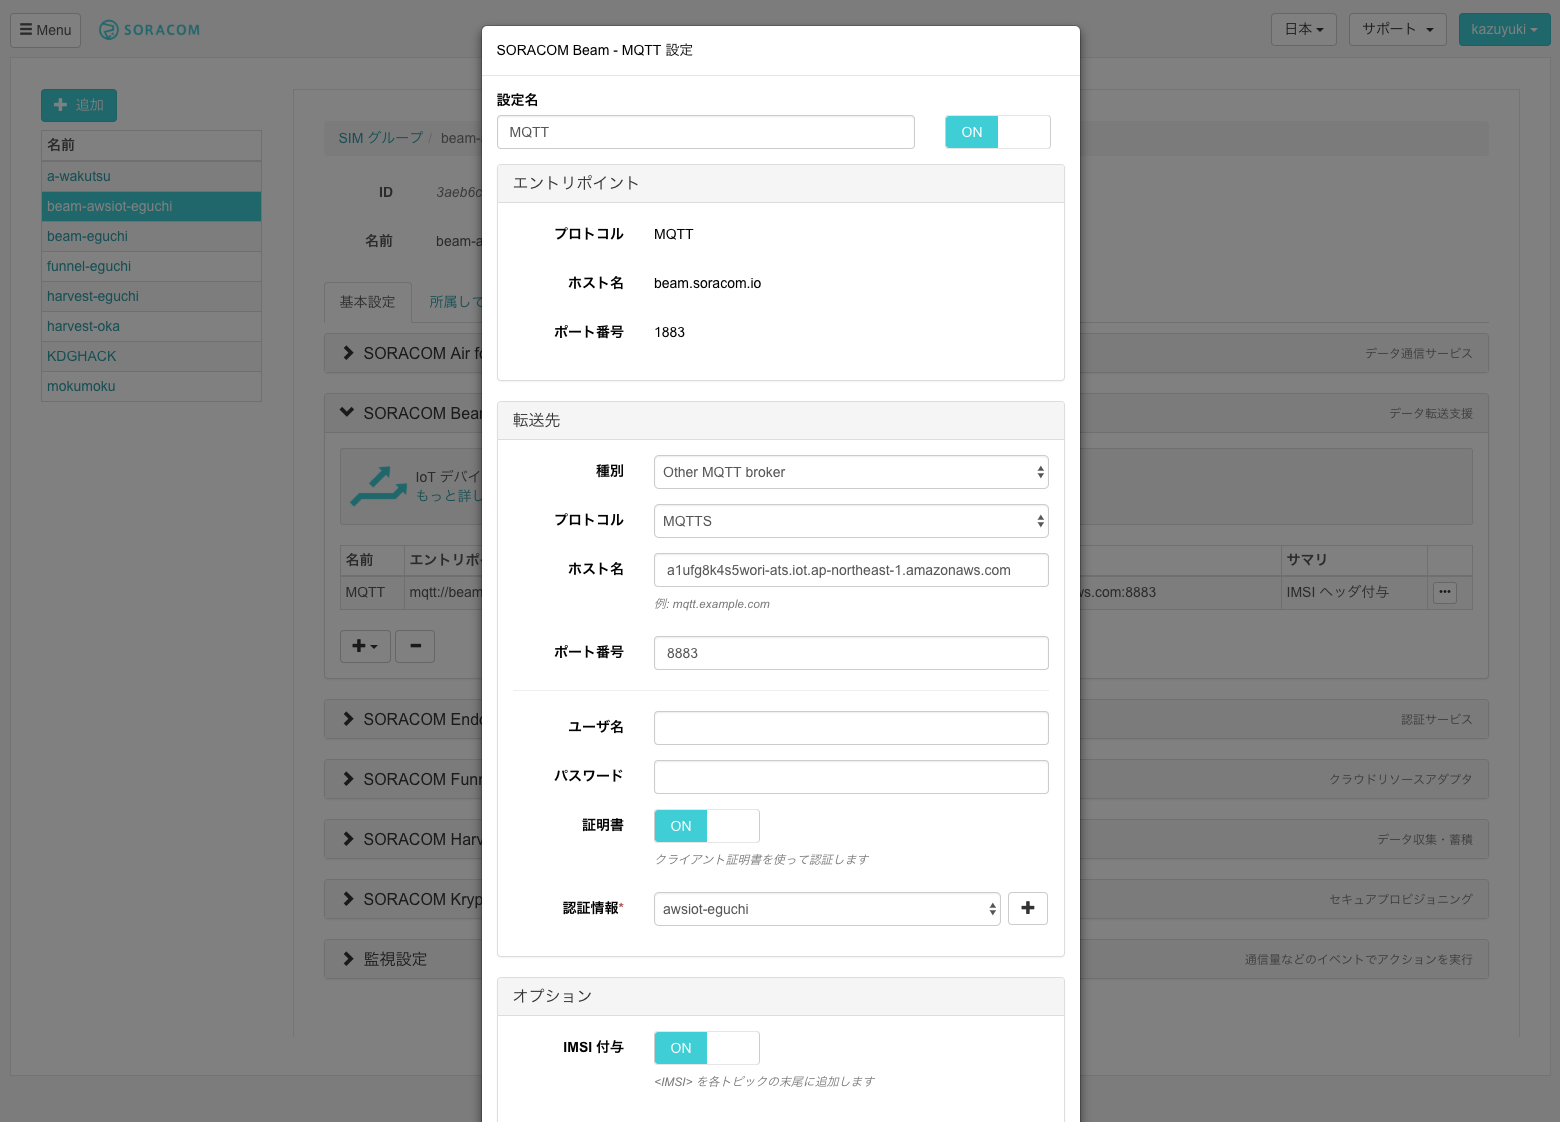 Menu
SORACOM
日本
サポート
kazuyuki
追加
名前
a-wakutsu
beam-awsiot-eguchi
beam-eguchi
funnel-eguchi
harvest-eguchi
harvest-oka
KDGHACK
mokumoku
SIM グループ / beam-a
ID 3aeb6c
名前 beam-a
基本設定 所属して
SORACOM Air fo
データ通信サービス
SORACOM Bea
データ転送支援
IoT デバイ
もっと詳し
名前 エントリポ サマリ
MQTT mqtt://beam vs.com:8883 IMSI ヘッダ付与
SORACOM Endo
認証サービス
SORACOM Funn
クラウドリソースアダプタ
SORACOM Harv
データ収集・蓄積
SORACOM Kryp
セキュアプロビジョニング
監視設定
通信量などのイベントでアクションを実行
SORACOM Beam - MQTT 設定
設定名
MQTT ON
エントリポイント
プロトコル MQTT
ホスト名 beam.soracom.io
ポート番号 1883
転送先
種別 Other MQTT broker
プロトコル MQTTS
ホスト名 a1ufg8k4s5wori-ats.iot.ap-northeast-1.amazonaws.com
例: mqtt.example.com
ポート番号 8883
ユーザ名
パスワード
証明書 ON
クライアント証明書を使って認証します
認証情報* awsiot-eguchi
オプション
IMSI 付与 ON
<IMSI> を各トピックの末尾に追加します